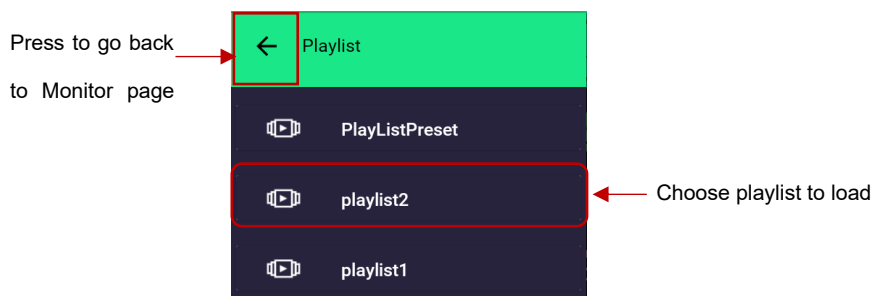 Press to go back
to Monitor page
Playlist
PlayListPreset
playlist2
Choose playlist to load
playlist1